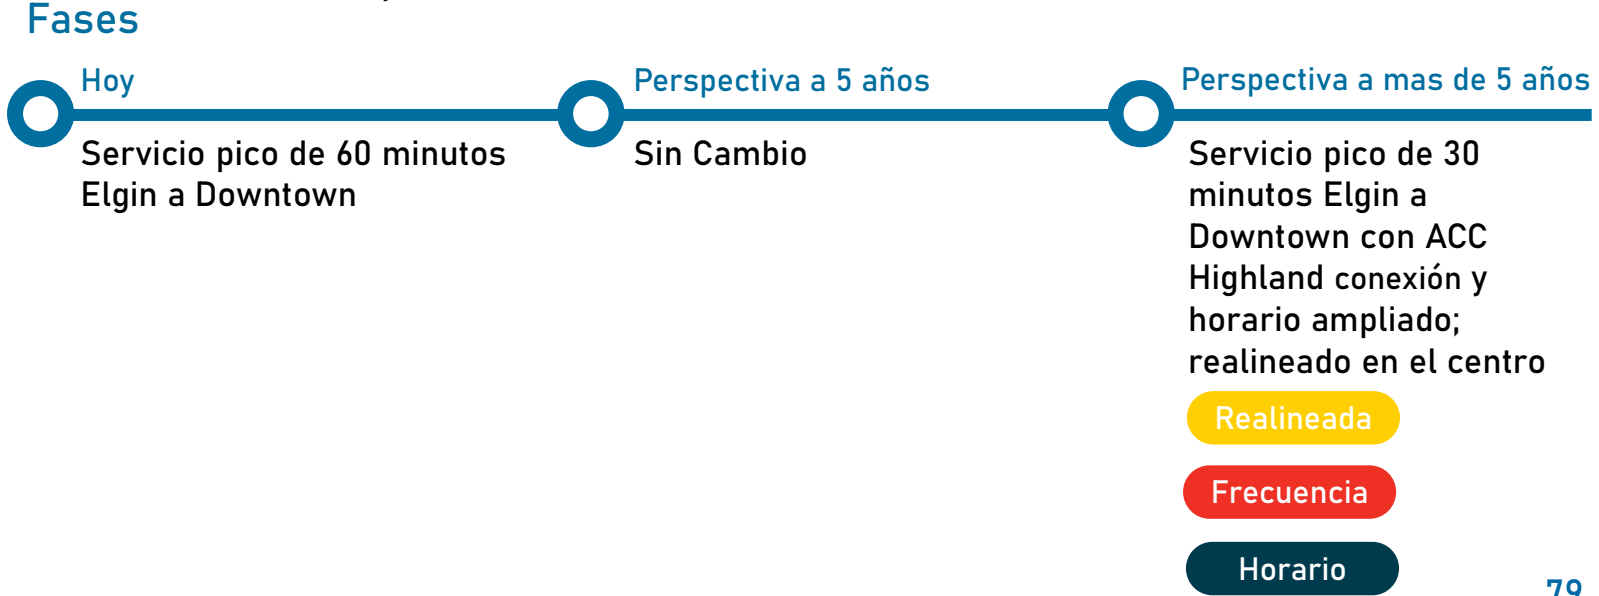 Fases
Hoy
Servicio pico de 60 minutos
Elgin a Downtown
Perspectiva a 5 años
Sin Cambio
Perspectiva a mas de 5 años
Servicio pico de 30
minutos Elgin a
Downtown con ACC
Highland conexión y
horario ampliado;
realineado en el centro
Realineada
Frecuencia
Horario
79